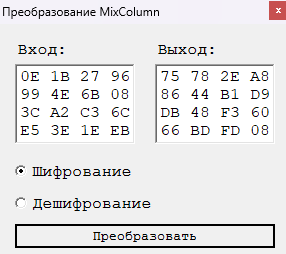 Преобразование MixColumn
Вход: Выход:
0E 1B 27 96 75 78 2E A8
99 4E 6B 08 86 44 B1 D9
3C A2 C3 6C DB 48 F3 60
E5 3E 1E EB 66 BD FD 08
Шифрование
Дешифрование
Преобразовать